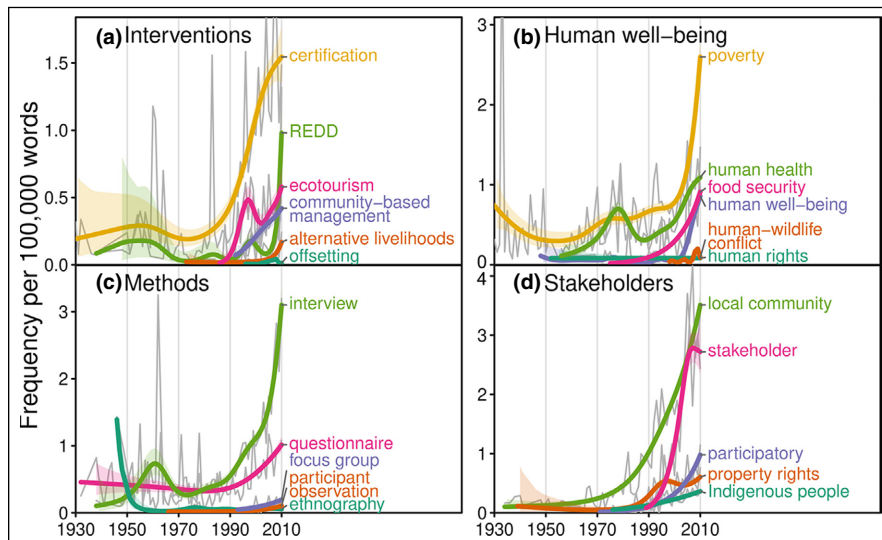 (a) Interventions
certification
REDD
ecotourism
community−based
management
alternative livelihoods
offsetting
0.0
0.5
1.0
1.5
(b) Human well−being
poverty
human health
food security
human well−being
human−wildlife
conflict
human rights
0
1
2
3
Frequency per 100,000 words
(c) Methods
interview
questionnaire
focus group
participant
observation
ethnography
0
1
2
3
1930 1950 1970 1990 2010
(d) Stakeholders
local community
stakeholder
participatory
property rights
Indigenous people
0
1
2
3
4
1930 1950 1970 1990 2010